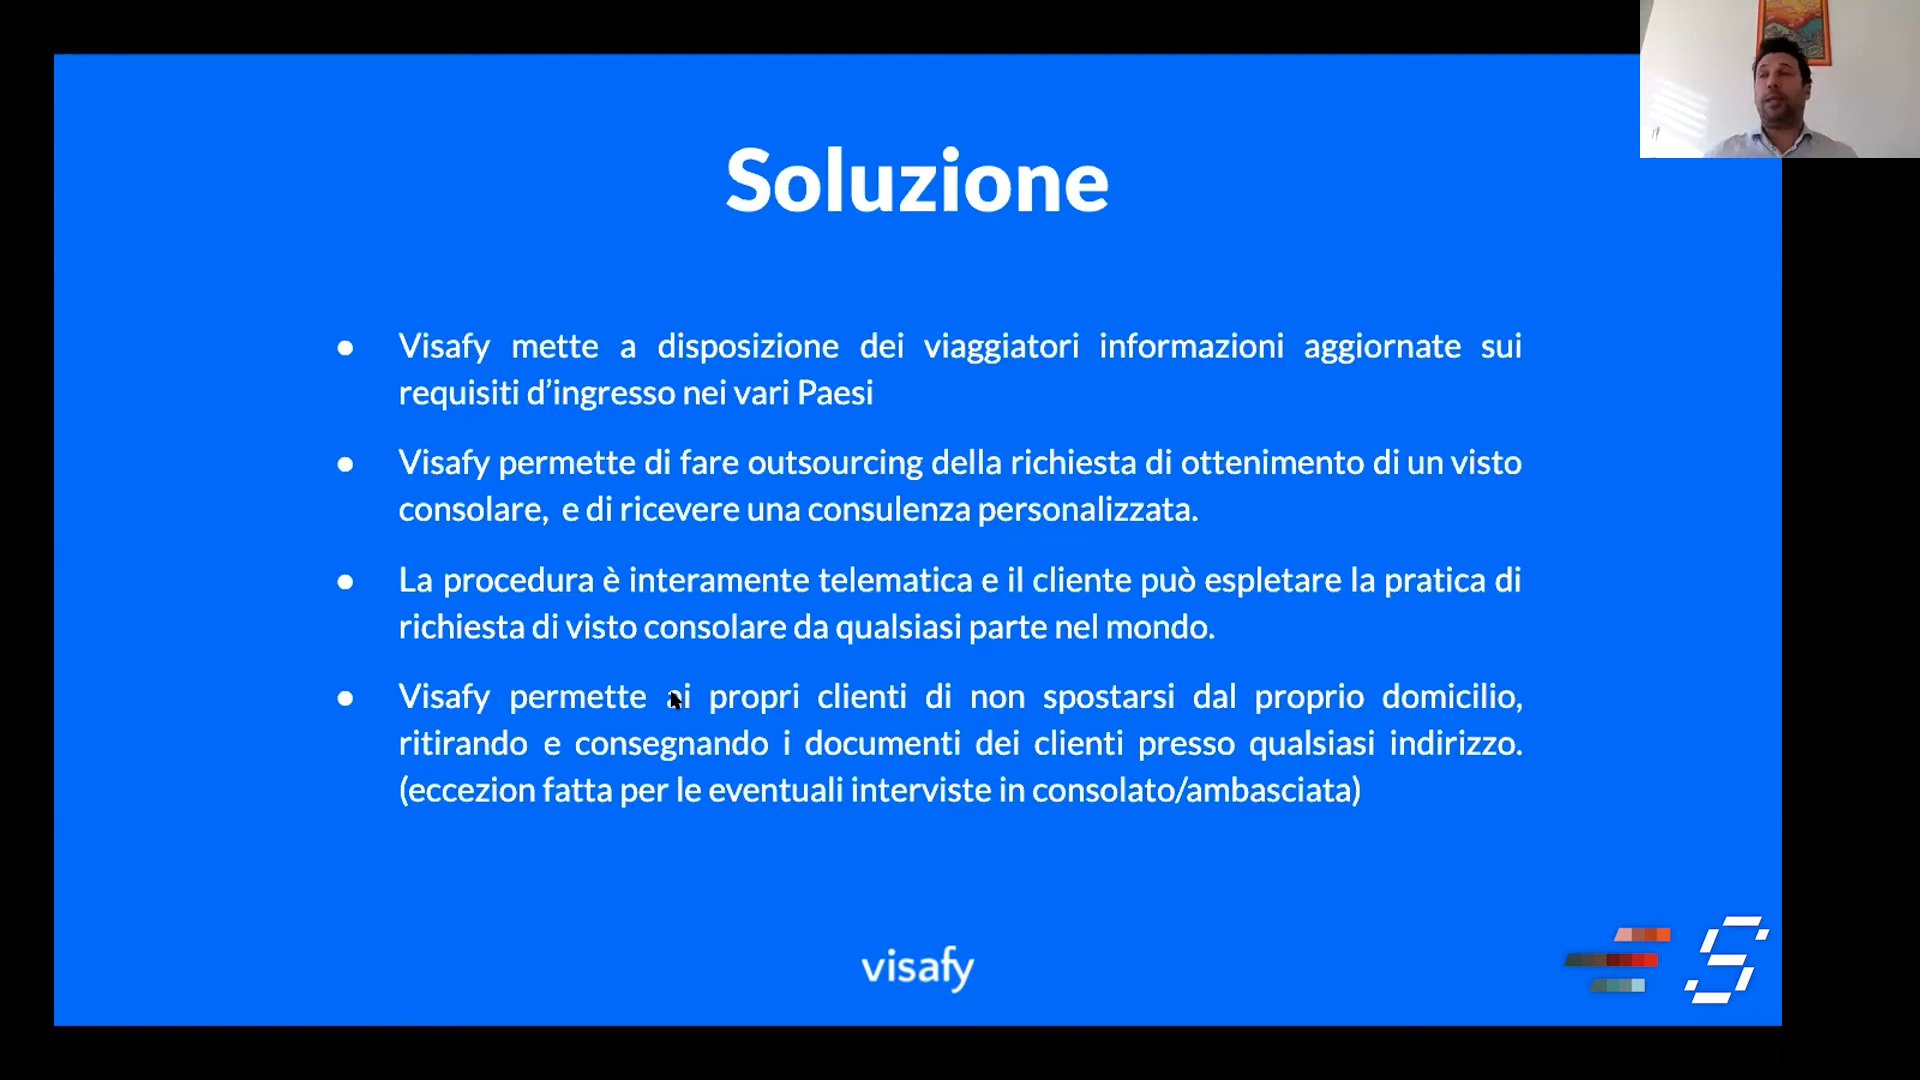 Soluzione
● Visafy mette a disposizione dei viaggiatori informazioni aggiornate sui
requisiti d’ingresso nei vari Paesi
● Visafy permette di fare outsourcing della richiesta di ottenimento di un visto
consolare, e di ricevere una consulenza personalizzata.
● La procedura è interamente telematica e il cliente può espletare la pratica di
richiesta di visto consolare da qualsiasi parte nel mondo.
● Visafy permette ai propri clienti di non spostarsi dal proprio domicilio,
ritirando e consegnando i documenti dei clienti presso qualsiasi indirizzo.
(eccezion fatta per le eventuali interviste in consolato/ambasciata)
visafy
S